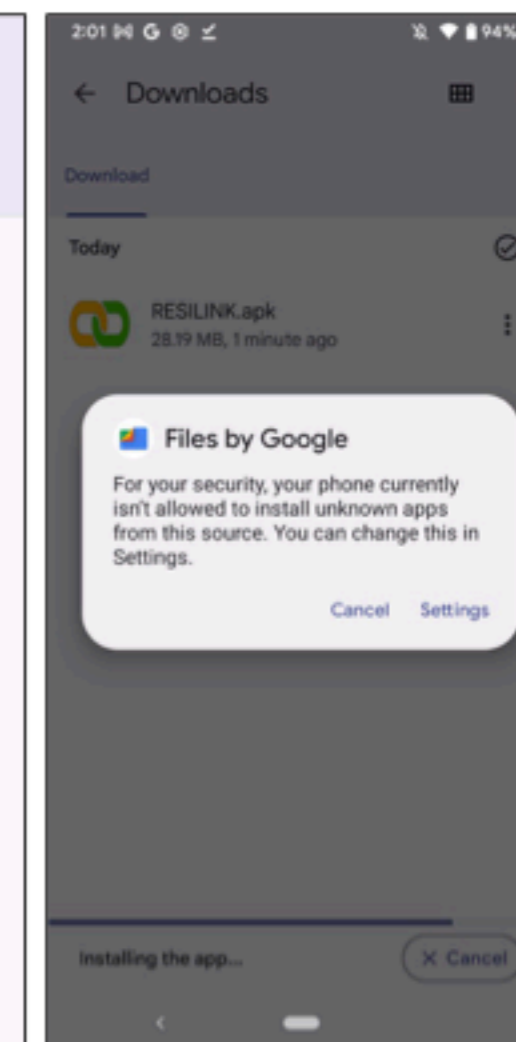 2:01 G 94%
Downloads
Download
Today
RESILINK.apk
28.19 MB, 1 minute ago
Files by Google
For your security, your phone currently
isn't allowed to install unknown apps
from this source. You can change this in
Settings.
Cancel Settings
Installing the app... Cancel